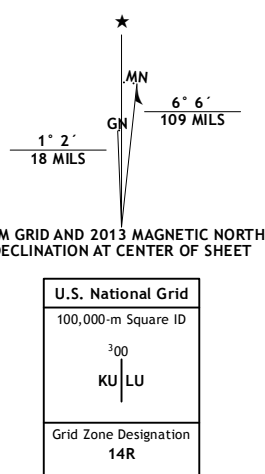 ★
MN
GN
6° 6´
109 MILS
1° 2´
18 MILS
M GRID AND 2013 MAGNETIC NORTH
DECLINATION AT CENTER OF SHEET
U.S. National Grid
100,000-m Square ID
³00
KU LU
Grid Zone Designation
14R